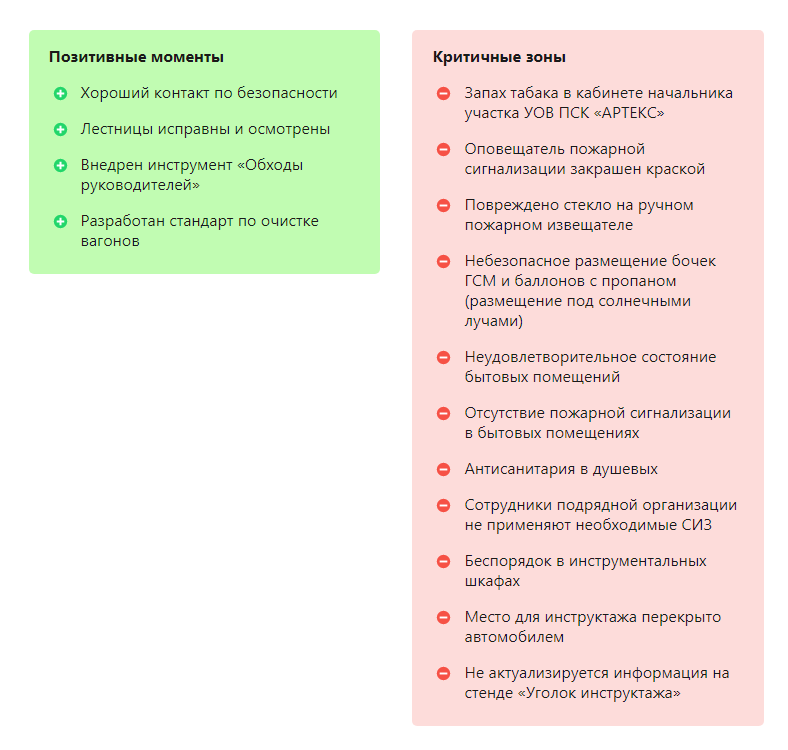 Позитивные моменты
Хороший контакт по безопасности
Лестницы исправны и осмотрены
Внедрен инструмент «Обходы
руководителей»
Разработан стандарт по очистке
вагонов
Критичные зоны
Запах табака в кабинете начальника
участка УОВ ПСК «АРТЕКС»
Оповещатель пожарной
сигнализации закрашен краской
Повреждено стекло на ручном
пожарном извещателе
Небезопасное размещение бочек
ГСМ и баллонов с пропаном
(размещение под солнечными
лучами)
Неудовлетворительное состояние
бытовых помещений
Отсутствие пожарной сигнализации
в бытовых помещениях
Антисанитария в душевых
Сотрудники подрядной организации
не применяют необходимые СИЗ
Беспорядок в инструментальных
шкафах
Место для инструктажа перекрыто
автомобилем
Не актуализируется информация на
стенде «Уголок инструктажа»